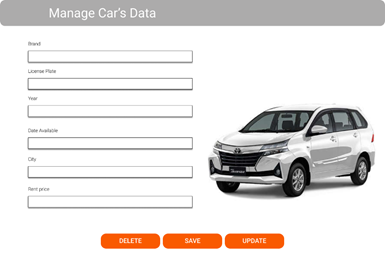 Manage Car's Data
Brand
License Plate
Year
Date Available
City
Rent price
DELETE
SAVE
UPDATE